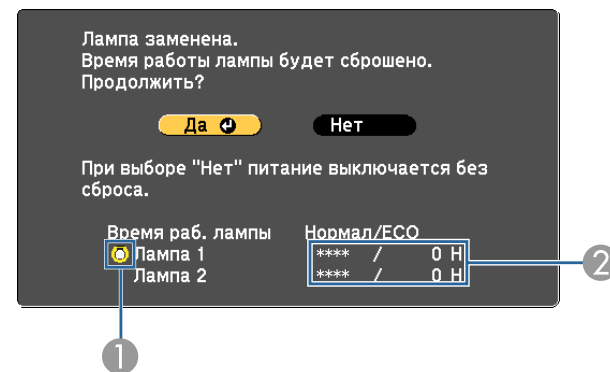 Лампа заменена.
Время работы лампы будет сброшено.
Продолжить?
Да Нет
При выборе "Нет" питание выключается без
сброса.
Время раб. лампы Нормал/ECO
Лампа 1 **** / 0 H
Лампа 2 **** / 0 H
2
1